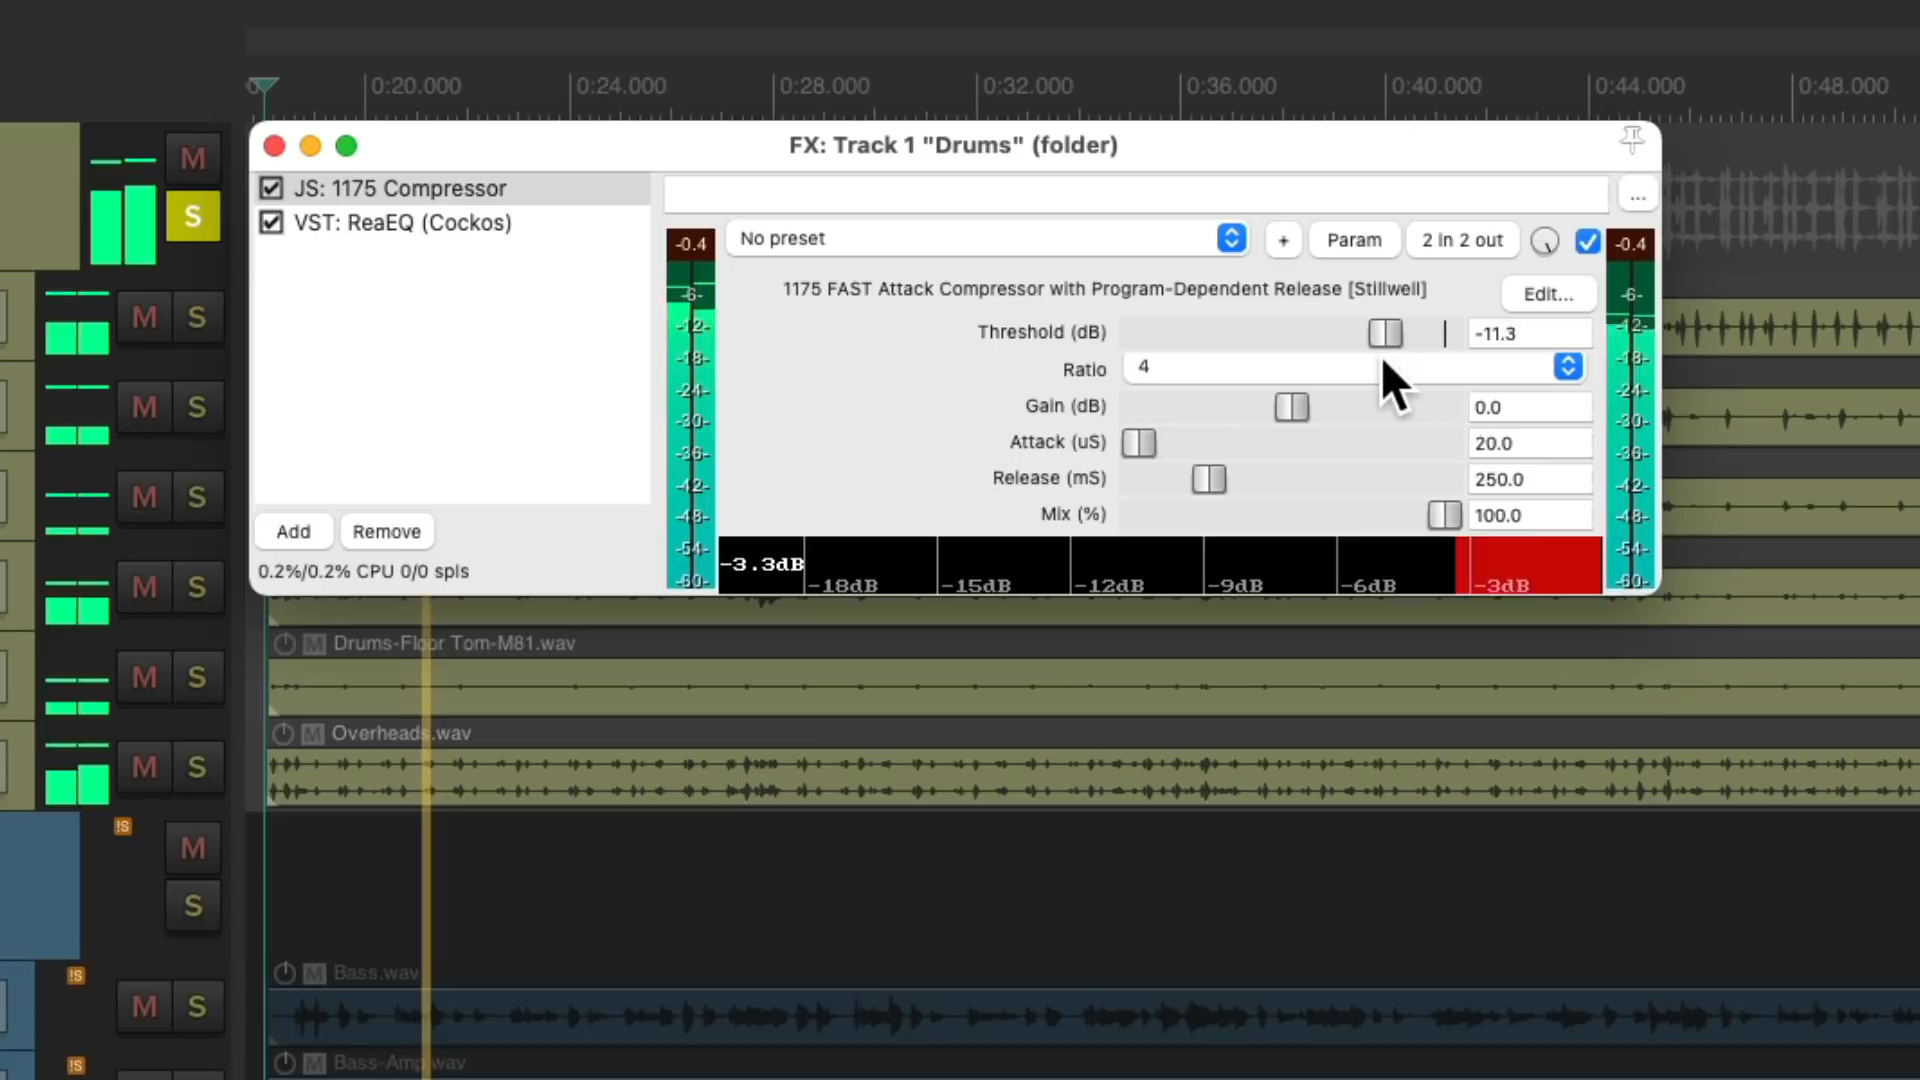 0:20.000 0:24.000 0:28.000 0:32.000 0:36.000 0:40.000 0:44.000 0:48.000
FX: Track 1 "Drums" (folder)
M
S
JS: 1175 Compressor
VST: ReaEQ (Cockos)
...
-0.4
No preset
+
Param
2 in 2 out
-0.4
1175 FAST Attack Compressor with Program-Dependent Release [Stillwell]
Edit...
Threshold (dB)
-11.3
Ratio
4
Gain (dB)
0.0
Attack (uS)
20.0
Release (mS)
250.0
Mix (%)
100.0
-6-
-12-
-18-
-24-
-30-
-36-
-42-
-48-
-54-
-60-
-6-
-12-
-18-
-24-
-30-
-36-
-42-
-48-
-54-
-60-
Add
Remove
0.2%/0.2% CPU 0/0 spls
-3.3dB
-18dB -15dB -12dB -9dB -6dB -3dB
M S
M S
M S
M S
M Drums-Floor Tom-M81.wav
M S
M Overheads.wav
M S
!S
M
S
!S
M Bass.wav
M S
!S
M Bass-Amp.wav